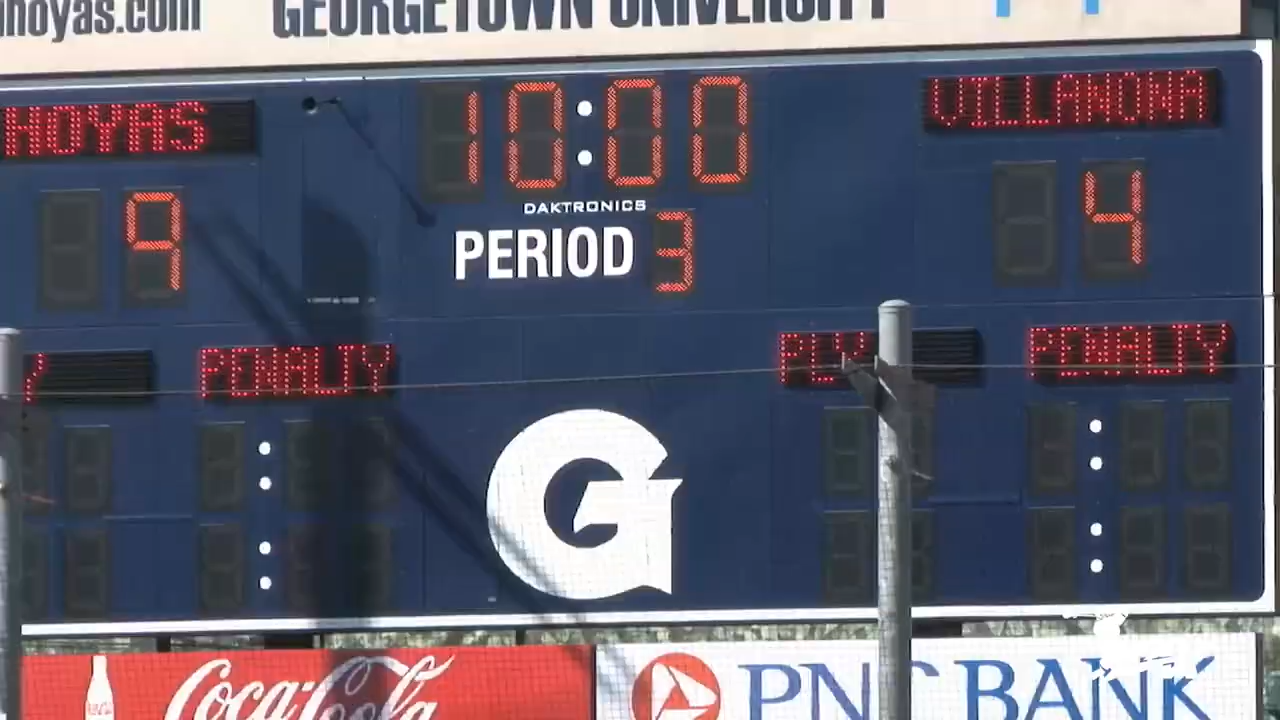 hoyas.com GEORGETOWN UNIVERSITY
HOYAS 10:00 VILLANOVA
9 4
DAKTRONICS
PERIOD 3
PENALTY PLY PENALTY
G
Coca-Cola PNC BANK